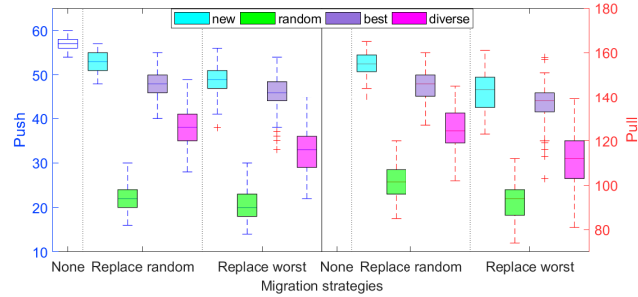 new random best diverse
60
50
40
30
20
10
Push
180
160
140
120
100
80
Pull
None Replace random Replace worst None Replace random Replace worst
Migration strategies